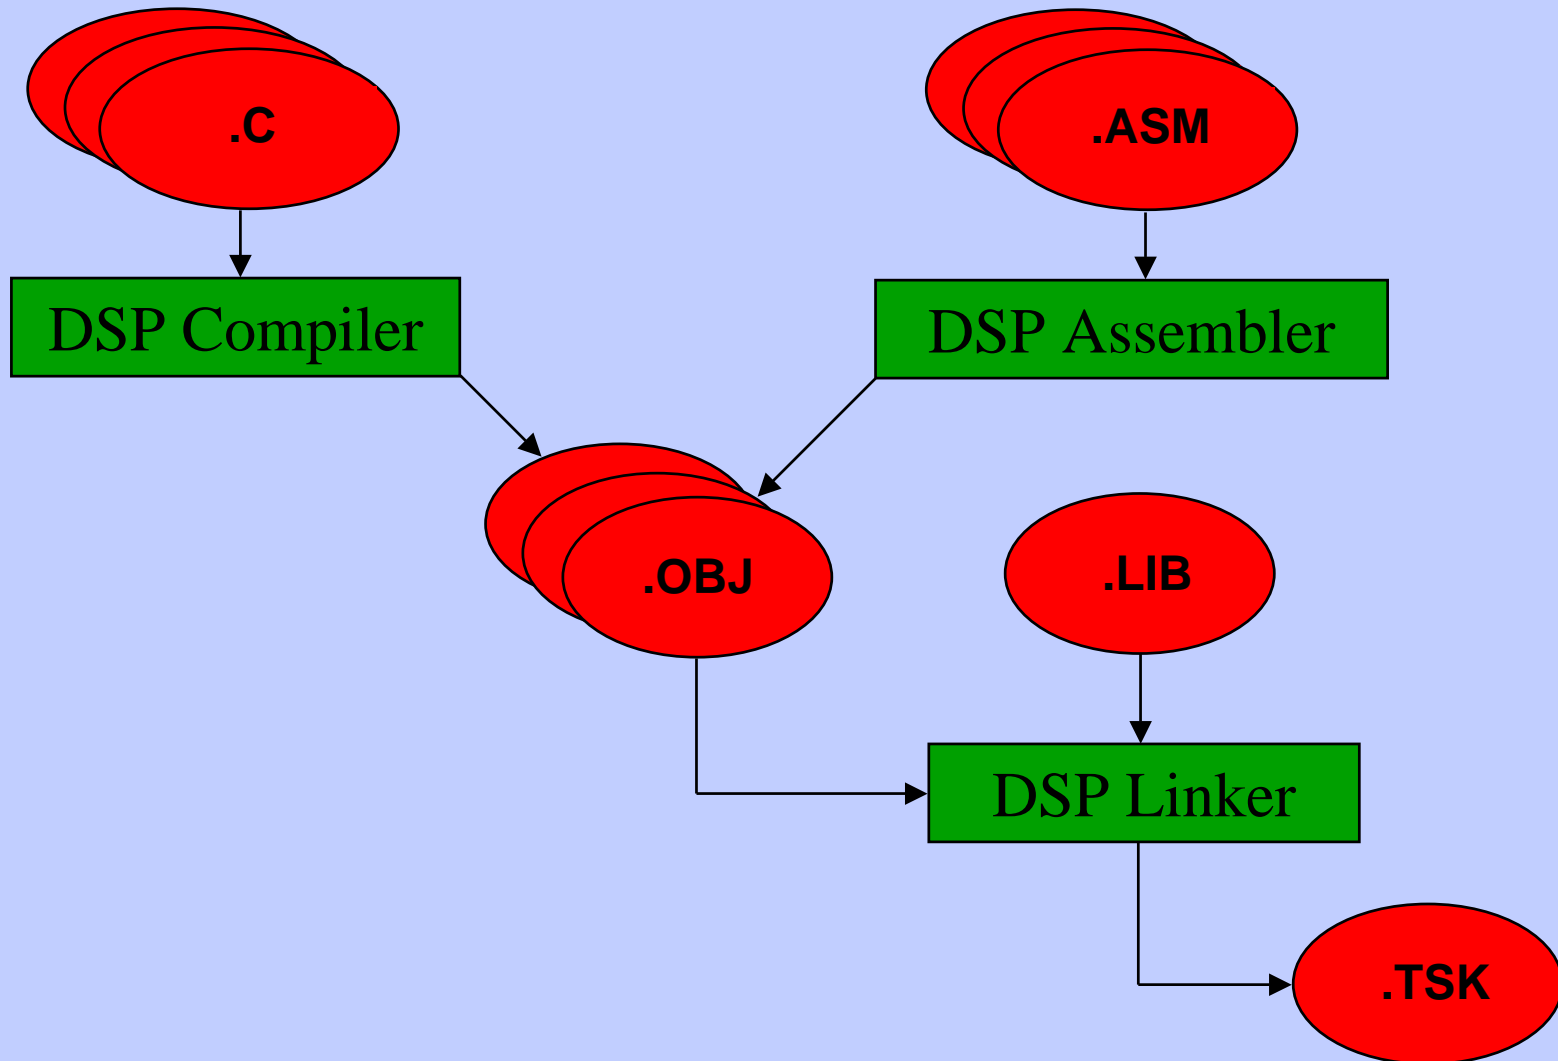 .C
.ASM
DSP Compiler
DSP Assembler
.OBJ
.LIB
DSP Linker
.TSK